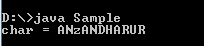 D:\>java Sample
char = ANzANDHARUR